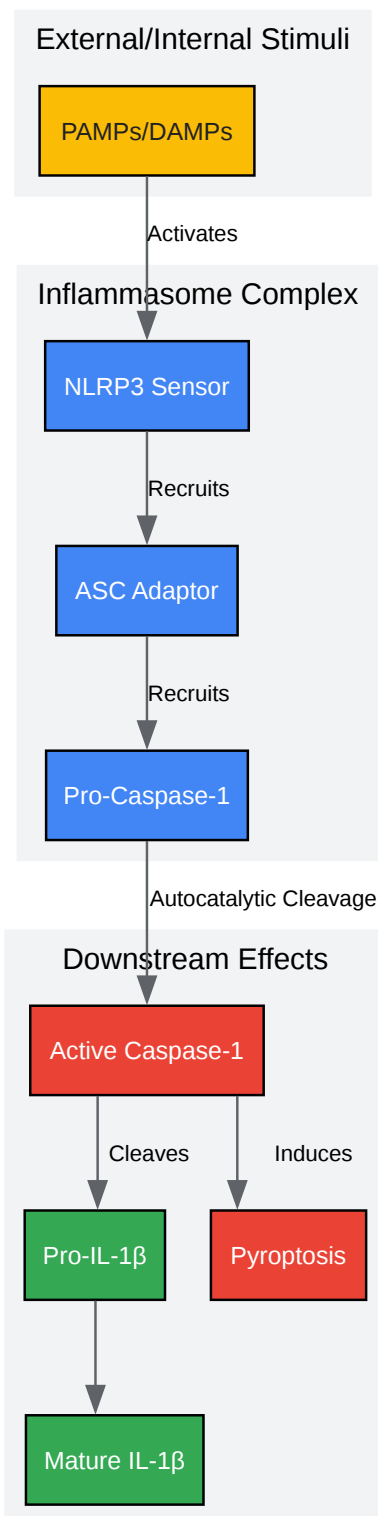 External/Internal Stimuli
PAMPs/DAMPs
Activates
Inflammasome Complex
NLRP3 Sensor
Recruits
ASC Adaptor
Recruits
Pro-Caspase-1
Autocatalytic Cleavage
Downstream Effects
Active Caspase-1
Cleaves
Induces
Pro-IL-1β
Pyroptosis
Mature IL-1β